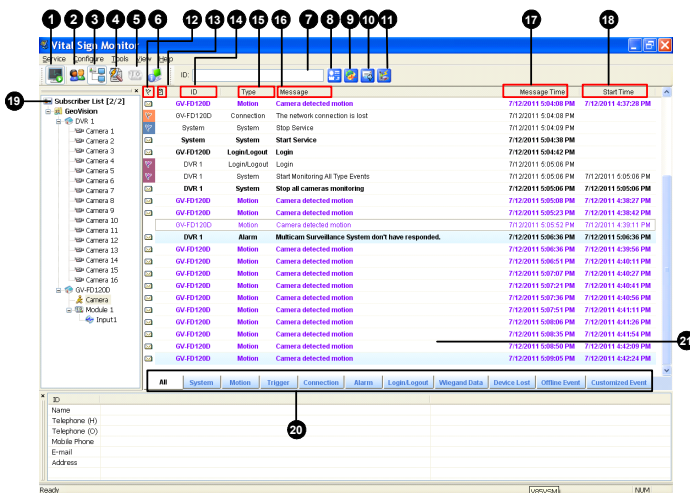 1 2 3 4 5 6 12 13 14 15 16 7 8 9 10 11 17 18
Vital Sign Monitor
Service Configure Tools View Help
ID:
ID Type Message Message Time Start Time
19
Subscriber List [2/2]
GeoVision
DVR 1
Camera 1
Camera 2
Camera 3
Camera 4
Camera 5
Camera 6
Camera 7
Camera 8
Camera 9
Camera 10
Camera 11
Camera 12
Camera 13
Camera 14
Camera 15
Camera 16
GV-FD120D
Camera
Module 1
Input1
GV-FD120D Motion Camera detected motion 7/12/2011 5:04:08 PM 7/12/2011 4:37:28 PM
GV-FD120D Connection The network connection is lost 7/12/2011 5:04:08 PM
System System Stop Service 7/12/2011 5:04:09 PM
System System Start Service 7/12/2011 5:04:38 PM
GV-FD120D Login/Logout Login 7/12/2011 5:04:42 PM
DVR 1 Login/Logout Login 7/12/2011 5:05:06 PM
DVR 1 System Start Monitoring All Type Events 7/12/2011 5:05:06 PM 7/12/2011 5:05:06 PM
DVR 1 System Stop all cameras monitoring 7/12/2011 5:05:06 PM 7/12/2011 5:05:06 PM
GV-FD120D Motion Camera detected motion 7/12/2011 5:05:08 PM 7/12/2011 4:38:27 PM
GV-FD120D Motion Camera detected motion 7/12/2011 5:05:23 PM 7/12/2011 4:38:42 PM
GV-FD120D Motion Camera detected motion 7/12/2011 5:05:52 PM 7/12/2011 4:39:11 PM
DVR 1 Alarm Multicam Surveillance System don't have responded. 7/12/2011 5:06:36 PM 7/12/2011 5:06:36 PM
GV-FD120D Motion Camera detected motion 7/12/2011 5:06:36 PM 7/12/2011 4:39:56 PM
GV-FD120D Motion Camera detected motion 7/12/2011 5:06:51 PM 7/12/2011 4:40:11 PM
GV-FD120D Motion Camera detected motion 7/12/2011 5:07:07 PM 7/12/2011 4:40:27 PM
GV-FD120D Motion Camera detected motion 7/12/2011 5:07:21 PM 7/12/2011 4:40:41 PM
GV-FD120D Motion Camera detected motion 7/12/2011 5:07:36 PM 7/12/2011 4:40:56 PM
GV-FD120D Motion Camera detected motion 7/12/2011 5:07:51 PM 7/12/2011 4:41:11 PM
GV-FD120D Motion Camera detected motion 7/12/2011 5:08:06 PM 7/12/2011 4:41:26 PM
GV-FD120D Motion Camera detected motion 7/12/2011 5:08:35 PM 7/12/2011 4:41:54 PM
GV-FD120D Motion Camera detected motion 7/12/2011 5:08:50 PM 7/12/2011 4:42:09 PM
GV-FD120D Motion Camera detected motion 7/12/2011 5:09:05 PM 7/12/2011 4:42:24 PM
21
All System Motion Trigger Connection Alarm Login/Logout Wiegand Data Device Lost Offline Event Customized Event
20
ID
Name
Telephone (H)
Telephone (O)
Mobile Phone
E-mail
Address
Ready NUM